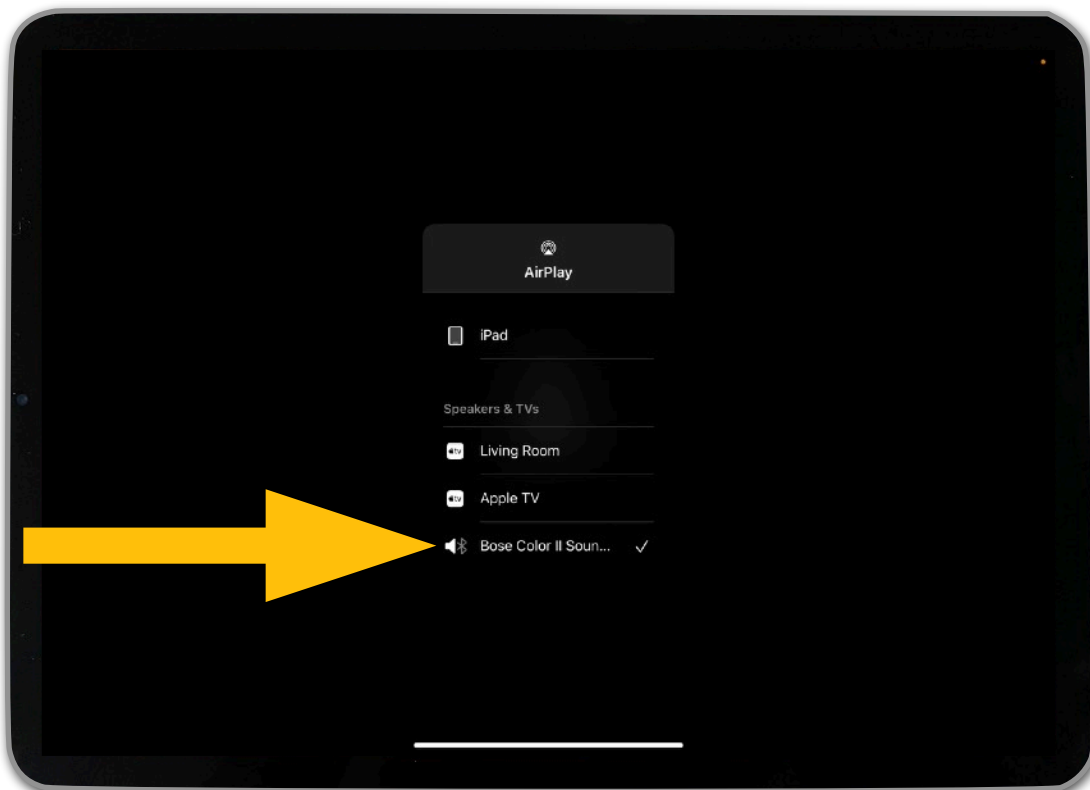 AirPlay
iPad
Speakers & TVs
tv
Living Room
tv
Apple TV
Bose Color II Soun...